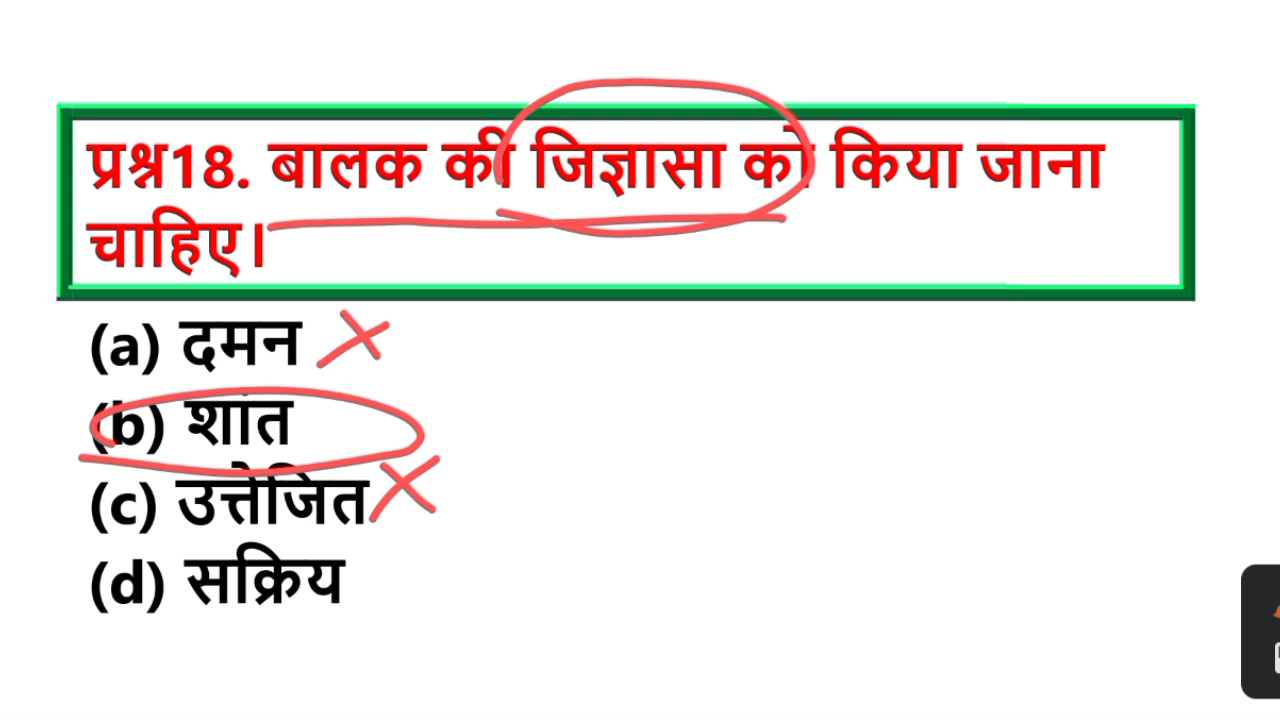 प्रश्न18. बालक की जिज्ञासा को किया जाना
चाहिए।
(a) दमन
(b) शांत
(c) उत्तेजित
(d) सक्रिय